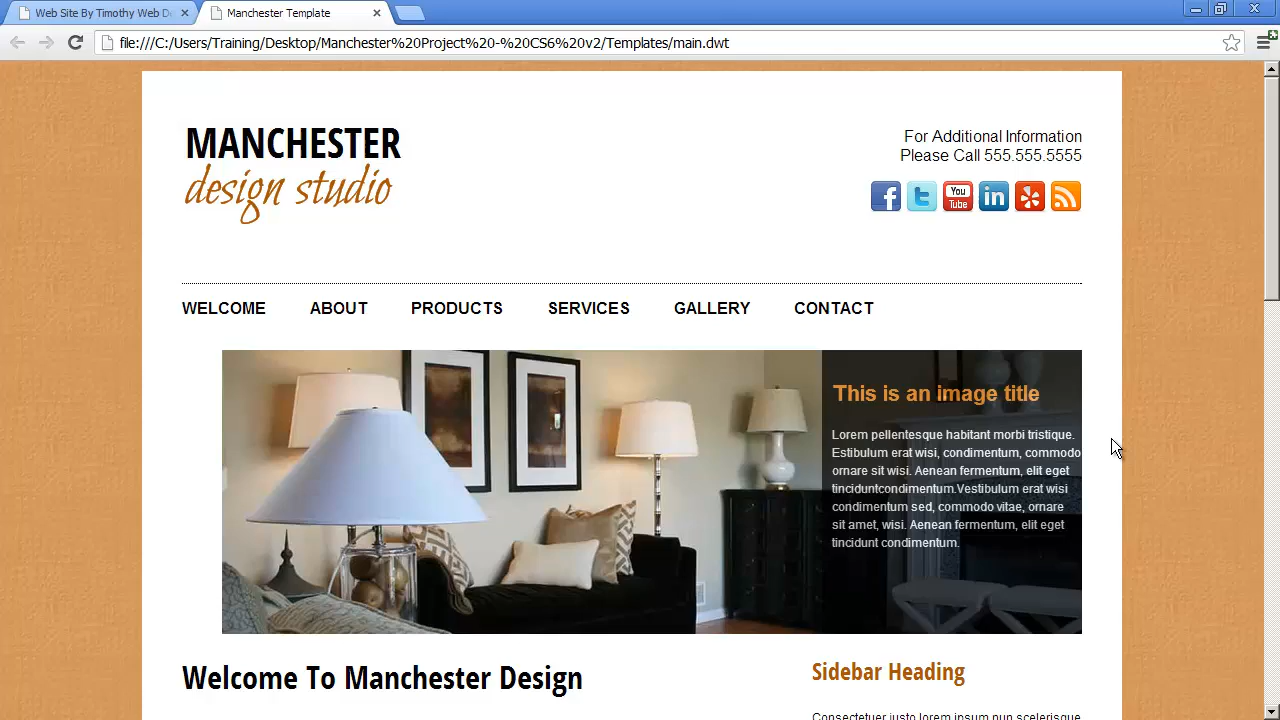 Web Site By Timothy Web D
Manchester Template
file:///C:/Users/Training/Desktop/Manchester%20Project%20-%20CS6%20v2/Templates/main.dwt
MANCHESTER
design studio
For Additional Information
Please Call 555.555.5555
You
Tube
in
WELCOME ABOUT PRODUCTS SERVICES GALLERY CONTACT
This is an image title
Lorem pellentesque habitant morbi tristique.
Estibulum erat wisi, condimentum, commodo
ornare sit wisi. Aenean fermentum, elit eget
tinciduntcondimentum.Vestibulum erat wisi
condimentum sed, commodo vitae, ornare
sit amet, wisi. Aenean fermentum, elit eget
tincidunt condimentum.
Welcome To Manchester Design
Sidebar Heading
Consectetuer justo lorem ipsum nun scelerisque